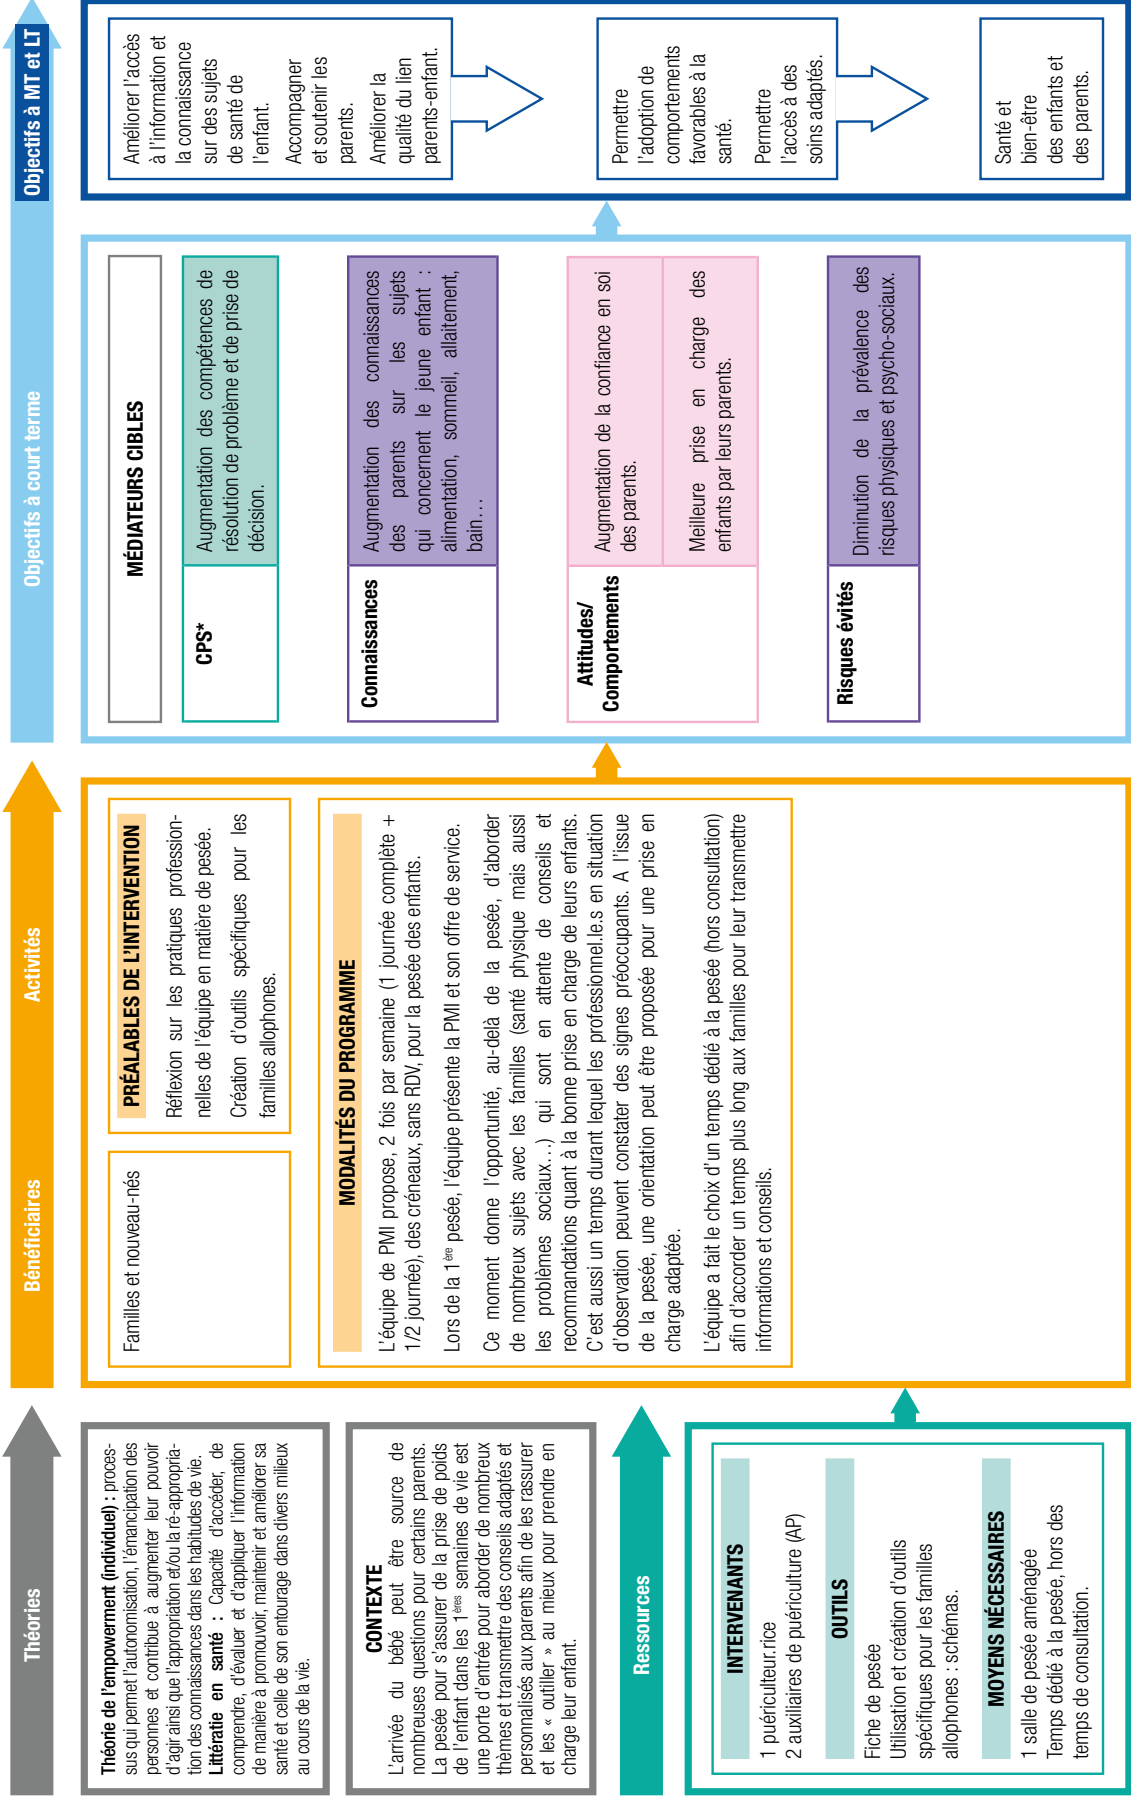 Théories
Théorie de l'empowerment (individuel) : proces-
sus qui permet l'autonomisation, l'émancipation des
personnes et contribue à augmenter leur pouvoir
d'agir ainsi que l'appropriation et/ou la ré-appropria-
tion des connaissances dans les habitudes de vie.
Littératie en santé : Capacité d'accéder, de
comprendre, d'évaluer et d'appliquer l'information
de manière à promouvoir, maintenir et améliorer sa
santé et celle de son entourage dans divers milieux
au cours de la vie.
CONTEXTE
L'arrivée du bébé peut être source de
nombreuses questions pour certains parents.
La pesée pour s'assurer de la prise de poids
de l'enfant dans les 1ères semaines de vie est
une porte d'entrée pour aborder de nombreux
thèmes et transmettre des conseils adaptés et
personnalisés aux parents afin de les rassurer
et les « outiller » au mieux pour prendre en
charge leur enfant.
Ressources
INTERVENANTS
1 puériculteur.rice
2 auxiliaires de puériculture (AP)
OUTILS
Fiche de pesée
Utilisation et création d'outils
spécifiques pour les familles
allophones : schémas.
MOYENS NÉCESSAIRES
1 salle de pesée aménagée
Temps dédié à la pesée, hors des
temps de consultation.
Bénéficiaires
Activités
Familles et nouveau-nés
PRÉALABLES DE L'INTERVENTION
Réflexion sur les pratiques profession-
nelles de l'équipe en matière de pesée.
Création d'outils spécifiques pour les
familles allophones.
MODALITÉS DU PROGRAMME
L'équipe de PMI propose, 2 fois par semaine (1 journée complète +
1/2 journée), des créneaux, sans RDV, pour la pesée des enfants.
Lors de la 1ère pesée, l'équipe présente la PMI et son offre de service.
Ce moment donne l'opportunité, au-delà de la pesée, d'aborder
de nombreux sujets avec les familles (santé physique mais aussi
les problèmes sociaux…) qui sont en attente de conseils et
recommandations quant à la bonne prise en charge de leurs enfants.
C'est aussi un temps durant lequel les professionnel.le.s en situation
d'observation peuvent constater des signes préoccupants. A l'issue
de la pesée, une orientation peut être proposée pour une prise en
charge adaptée.
L'équipe a fait le choix d'un temps dédié à la pesée (hors consultation)
afin d'accorder un temps plus long aux familles pour leur transmettre
informations et conseils.
Objectifs à court terme
MÉDIATEURS CIBLES
CPS*
Augmentation des compétences de
résolution de problème et de prise de
décision.
Connaissances
Augmentation des connaissances
des parents sur les sujets
qui concernent le jeune enfant :
alimentation, sommeil, allaitement,
bain…
Attitudes/
Comportements
Augmentation de la confiance en soi
des parents.
Meilleure prise en charge des
enfants par leurs parents.
Risques évités
Diminution de la prévalence des
risques physiques et psycho-sociaux.
Objectifs à MT et LT
Améliorer l'accès
à l'information et
la connaissance
sur des sujets
de santé de
l'enfant.
Accompagner
et soutenir les
parents.
Améliorer la
qualité du lien
parents-enfant.
Permettre
l'adoption de
comportements
favorables à la
santé.
Permettre
l'accès à des
soins adaptés.
Santé et
bien-être
des enfants et
des parents.